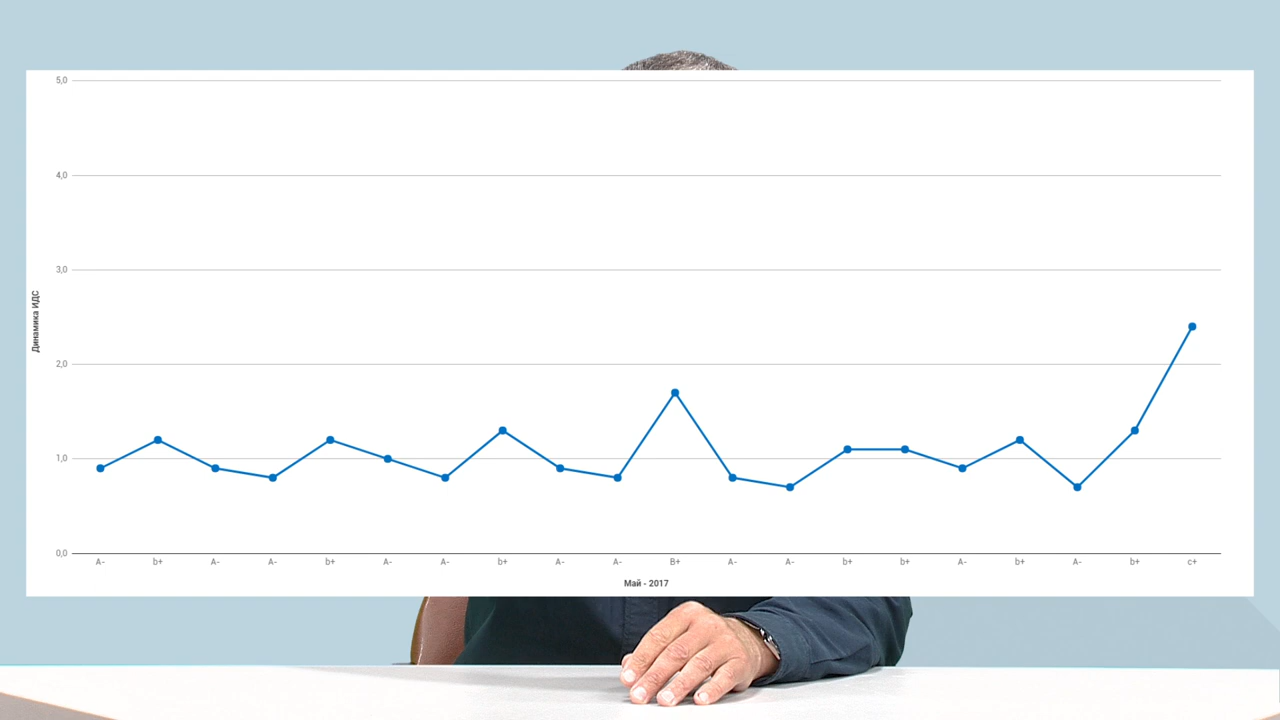 5,0
4,0
3,0
2,0
1,0
0,0
Динамика ИДС
A- b+ A- A- b+ A- A- b+ A- A- B+ A- A- b+ b+ A- b+ A- b+ c+
Май - 2017